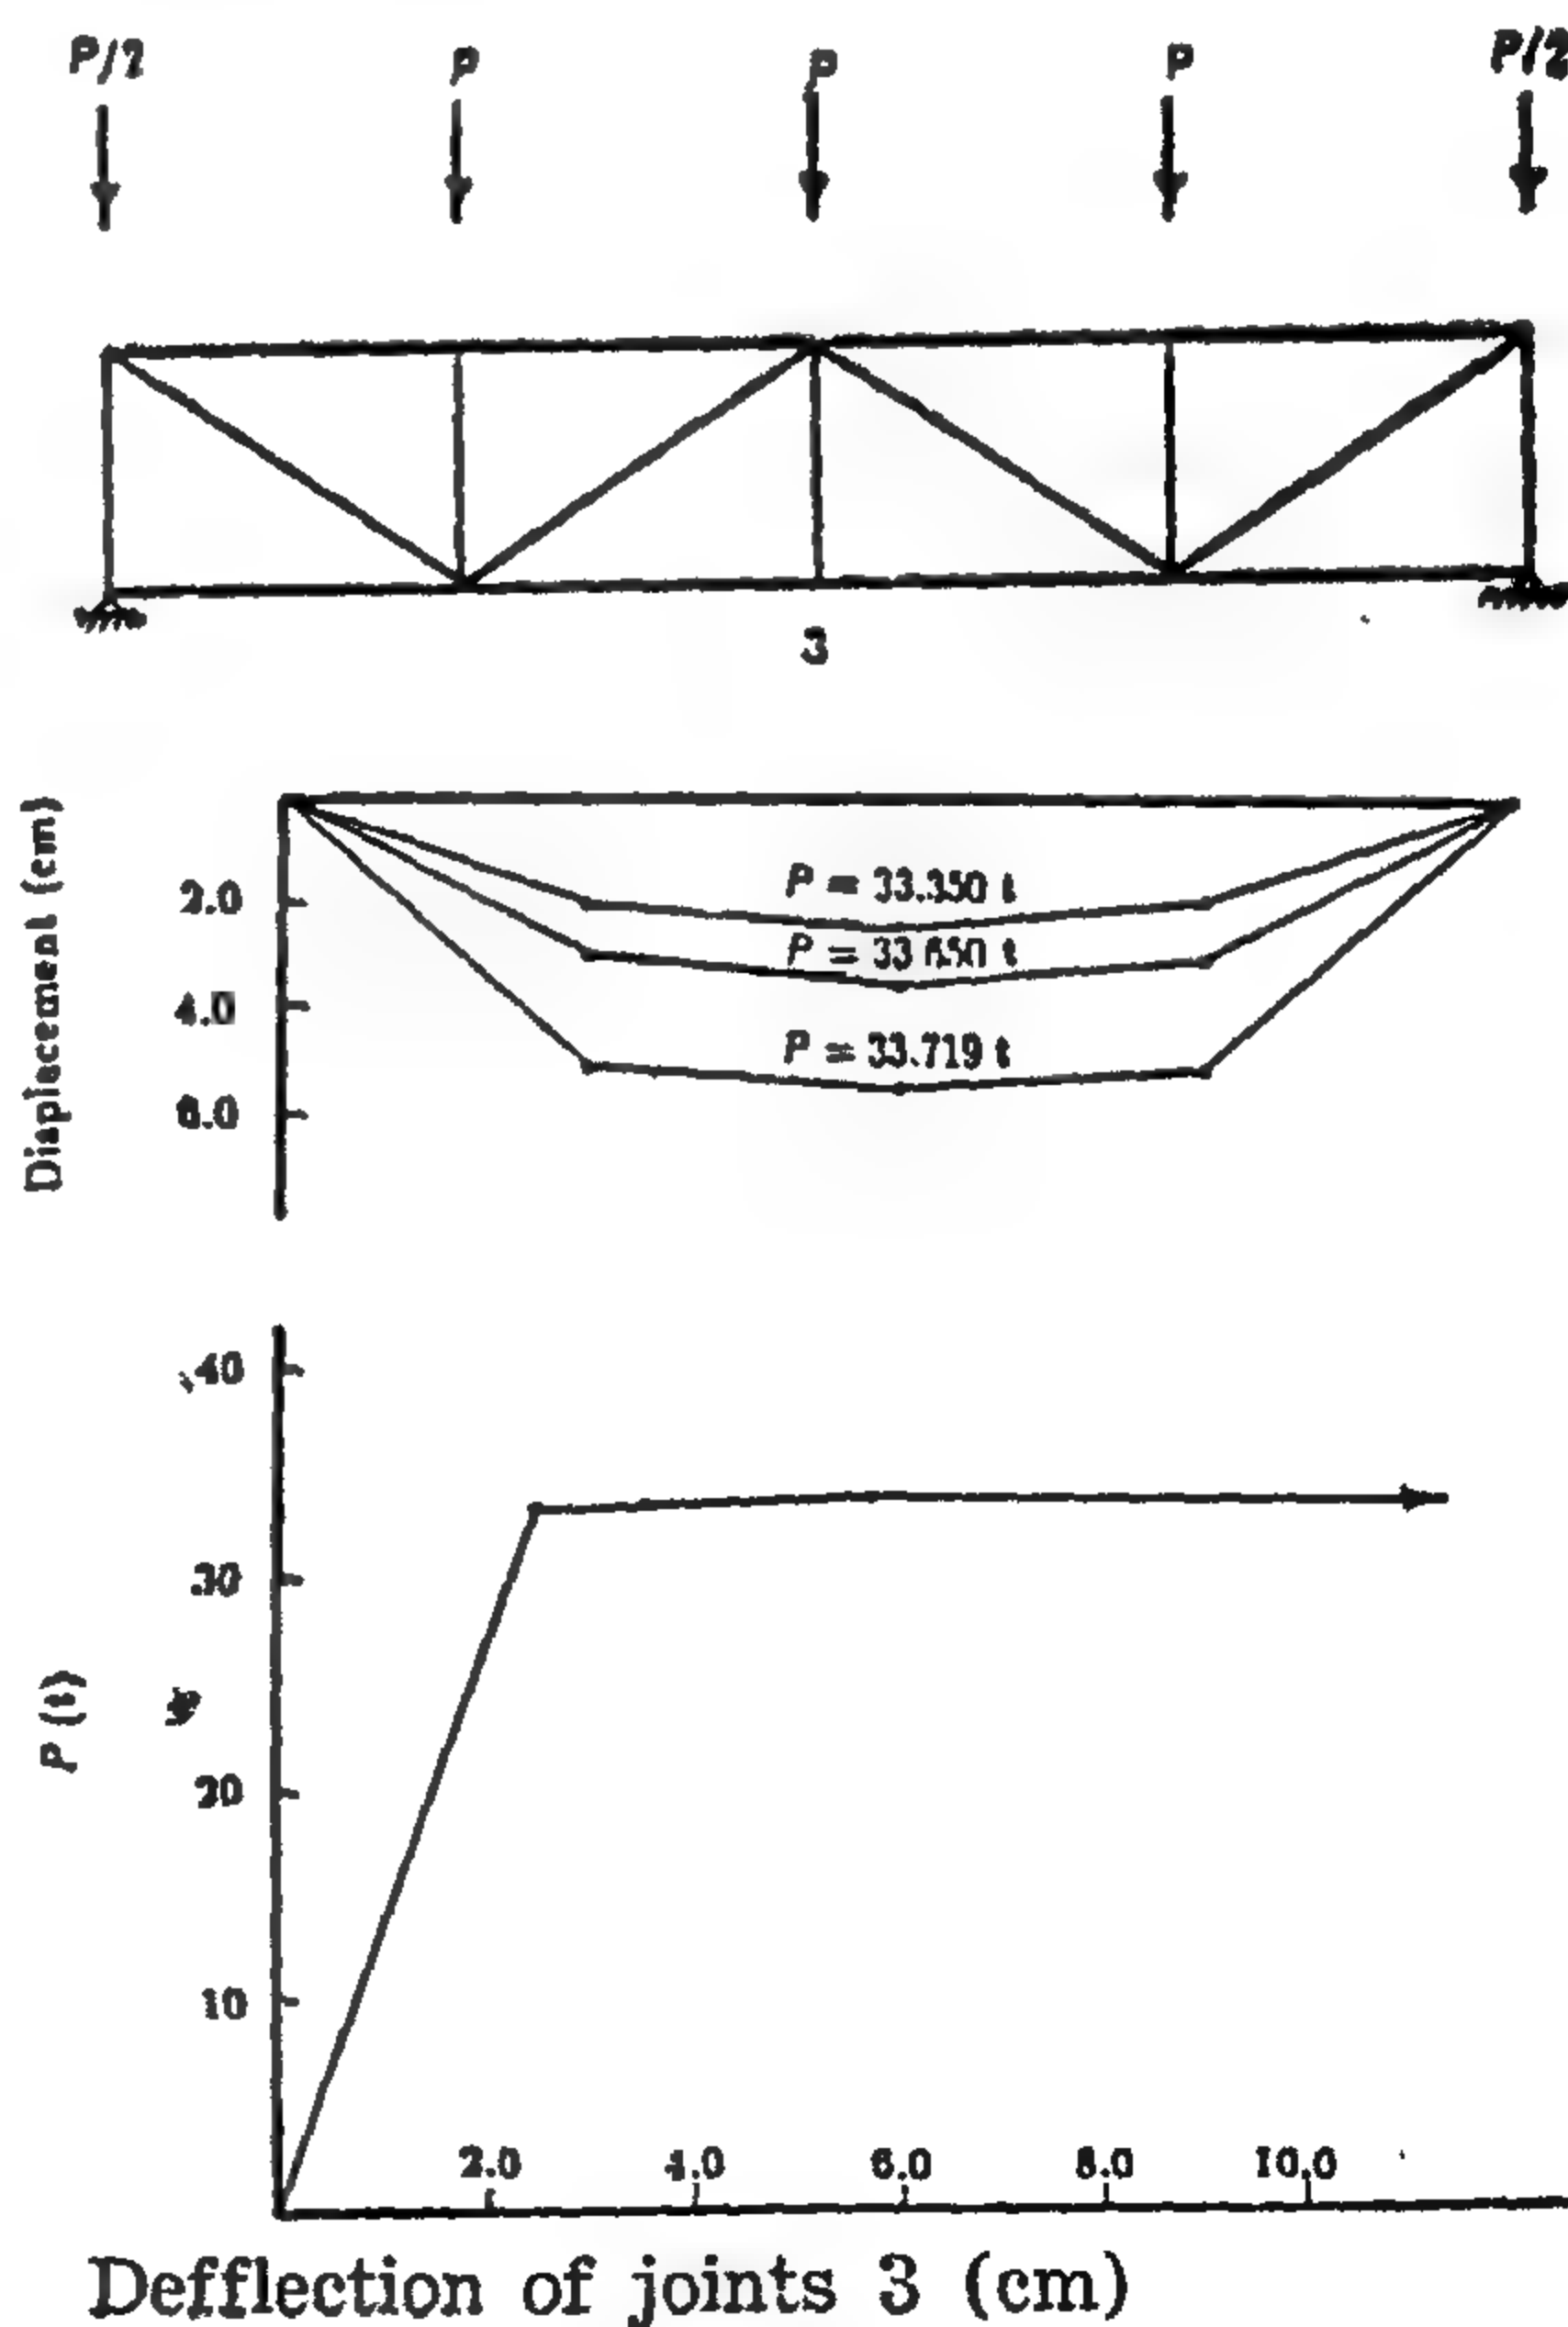 P/2 P P P P/2
3
Displacement (cm)
2.0
4.0
6.0
P = 33.350 t
P = 33.650 t
P = 33.719 t
P (t)
40
30
20
10
2.0 4.0 6.0 8.0 10.0
Defflection of joints 3 (cm)